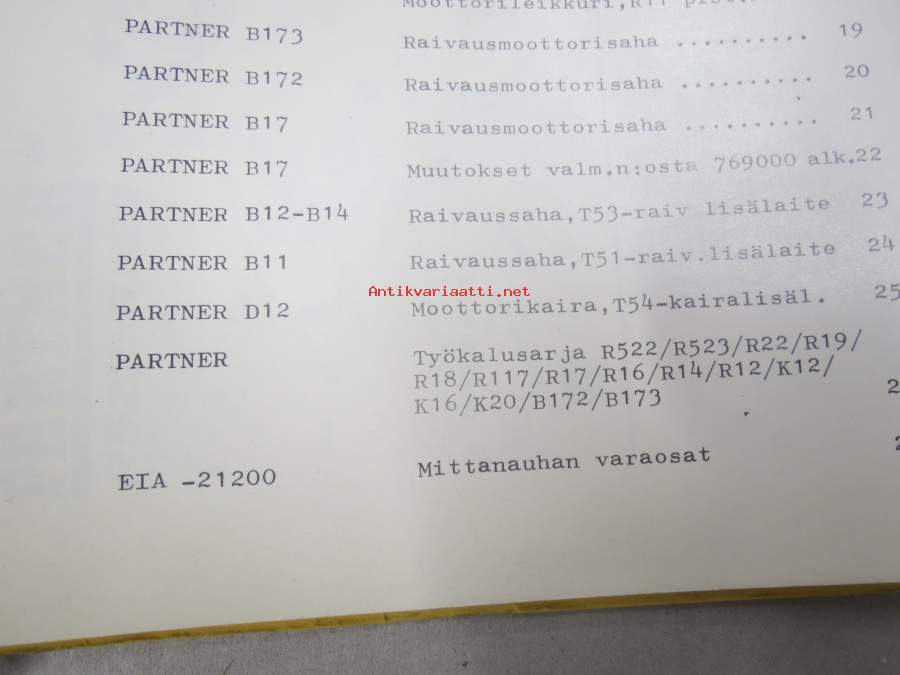 Moottorileikkuri,R11
PARTNER B173 Raivausmoottorisaha .......... 19
PARTNER B172 Raivausmoottorisaha .......... 20
PARTNER B17 Raivausmoottorisaha .......... 21
PARTNER B17 Muutokset valm.n:osta 769000 alk.22
PARTNER B12-B14 Raivaussaha,T53-raiv lisälaite 23
PARTNER B11 Raivaussaha,T51-raiv.lisälaite 24
Antikvariaatti.net
PARTNER D12 Moottorikaira,T54-kairalisäl. 25
PARTNER Työkalusarja R522/R523/R22/R19/
R18/R117/R17/R16/R14/R12/K12/
K16/K20/B172/B173
EIA -21200 Mittanauhan varaosat